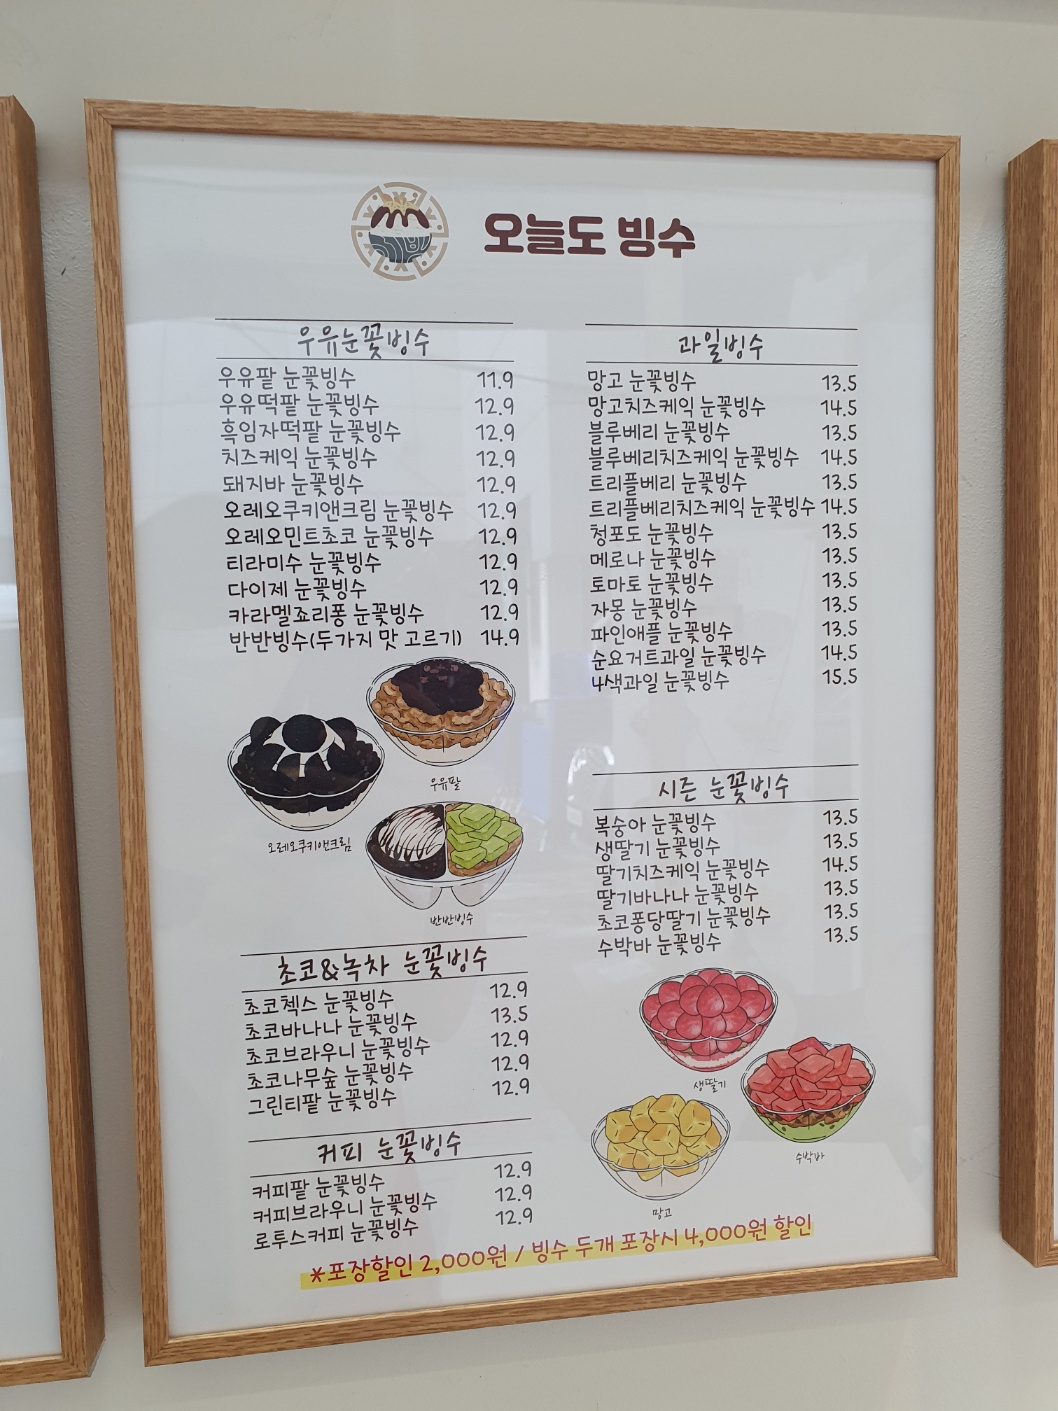 오늘도 빙수
우유눈꽃빙수
우유팥 눈꽃빙수 11.9
우유떡팥 눈꽃빙수 12.9
흑임자떡팥 눈꽃빙수 12.9
치즈케익 눈꽃빙수 12.9
돼지바 눈꽃빙수 12.9
오레오쿠키앤크림 눈꽃빙수 12.9
오레오민트초코 눈꽃빙수 12.9
티라미수 눈꽃빙수 12.9
다이제 눈꽃빙수 12.9
카라멜죠리퐁 눈꽃빙수 12.9
반반빙수(두가지 맛 고르기) 14.9
우유팥
오레오쿠키앤크림
반반빙수
초코&녹차 눈꽃빙수
초코첵스 눈꽃빙수 12.9
초코바나나 눈꽃빙수 13.5
초코브라우니 눈꽃빙수 12.9
초코나무숲 눈꽃빙수 12.9
그린티팥 눈꽃빙수 12.9
커피 눈꽃빙수
커피팥 눈꽃빙수 12.9
커피브라우니 눈꽃빙수 12.9
로투스커피 눈꽃빙수 12.9
과일빙수
망고 눈꽃빙수 13.5
망고치즈케익 눈꽃빙수 14.5
블루베리 눈꽃빙수 13.5
블루베리치즈케익 눈꽃빙수 14.5
트리플베리 눈꽃빙수 13.5
트리플베리치즈케익 눈꽃빙수 14.5
청포도 눈꽃빙수 13.5
메로나 눈꽃빙수 13.5
토마토 눈꽃빙수 13.5
자몽 눈꽃빙수 13.5
파인애플 눈꽃빙수 13.5
순요거트과일 눈꽃빙수 14.5
4색과일 눈꽃빙수 15.5
시즌 눈꽃빙수
복숭아 눈꽃빙수 13.5
생딸기 눈꽃빙수 13.5
딸기치즈케익 눈꽃빙수 14.5
딸기바나나 눈꽃빙수 13.5
초코퐁당딸기 눈꽃빙수 13.5
수박바 눈꽃빙수 13.5
생딸기
수박바
망고
*포장할인 2,000원 / 빙수 두개 포장시 4,000원 할인